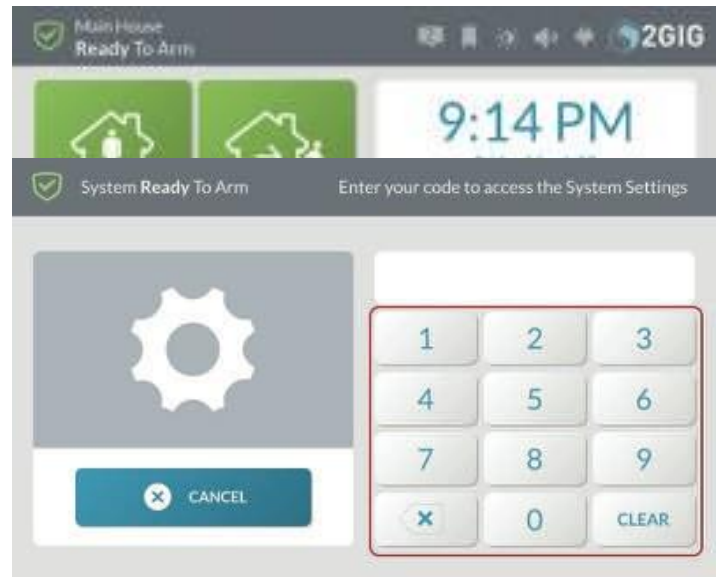 Main House
Ready To Arm
2GIG
9:14 PM
System Ready To Arm
Enter your code to access the System Settings
1 2 3
4 5 6
7 8 9
CANCEL
0 CLEAR